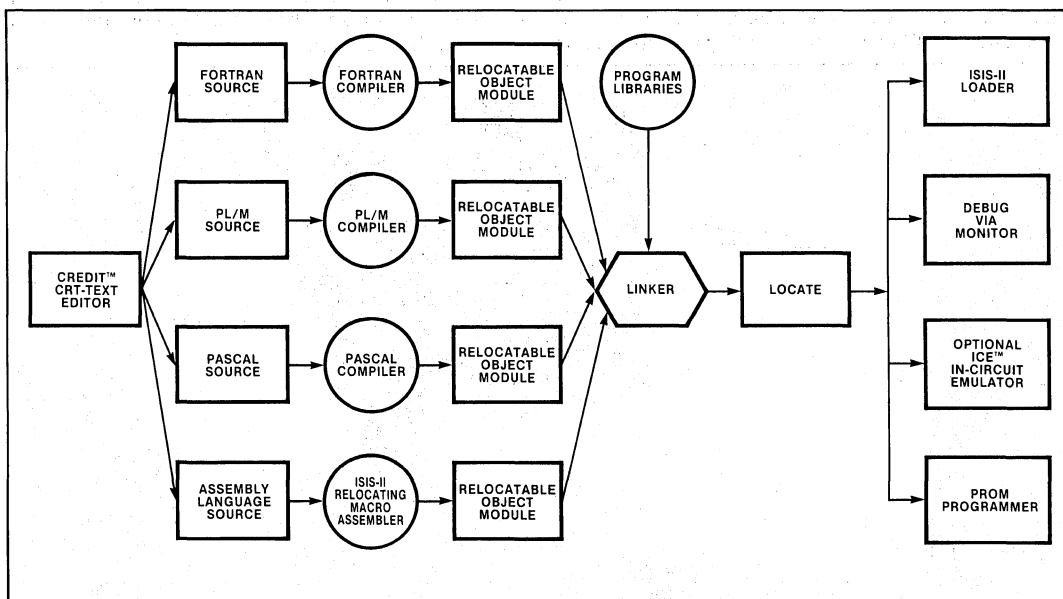 FORTRAN
SOURCE
FORTRAN
COMPILER
RELOCATABLE
OBJECT
MODULE
PROGRAM
LIBRARIES
ISIS-II
LOADER
PL/M
SOURCE
PL/M
COMPILER
RELOCATABLE
OBJECT
MODULE
DEBUG
VIA
MONITOR
CREDIT™
CRT-TEXT
EDITOR
LINKER
LOCATE
PASCAL
SOURCE
PASCAL
COMPILER
RELOCATABLE
OBJECT
MODULE
OPTIONAL
ICE™
IN-CIRCUIT
EMULATOR
ASSEMBLY
LANGUAGE
SOURCE
ISIS-II
RELOCATING
MACRO
ASSEMBLER
RELOCATABLE
OBJECT
MODULE
PROM
PROGRAMMER